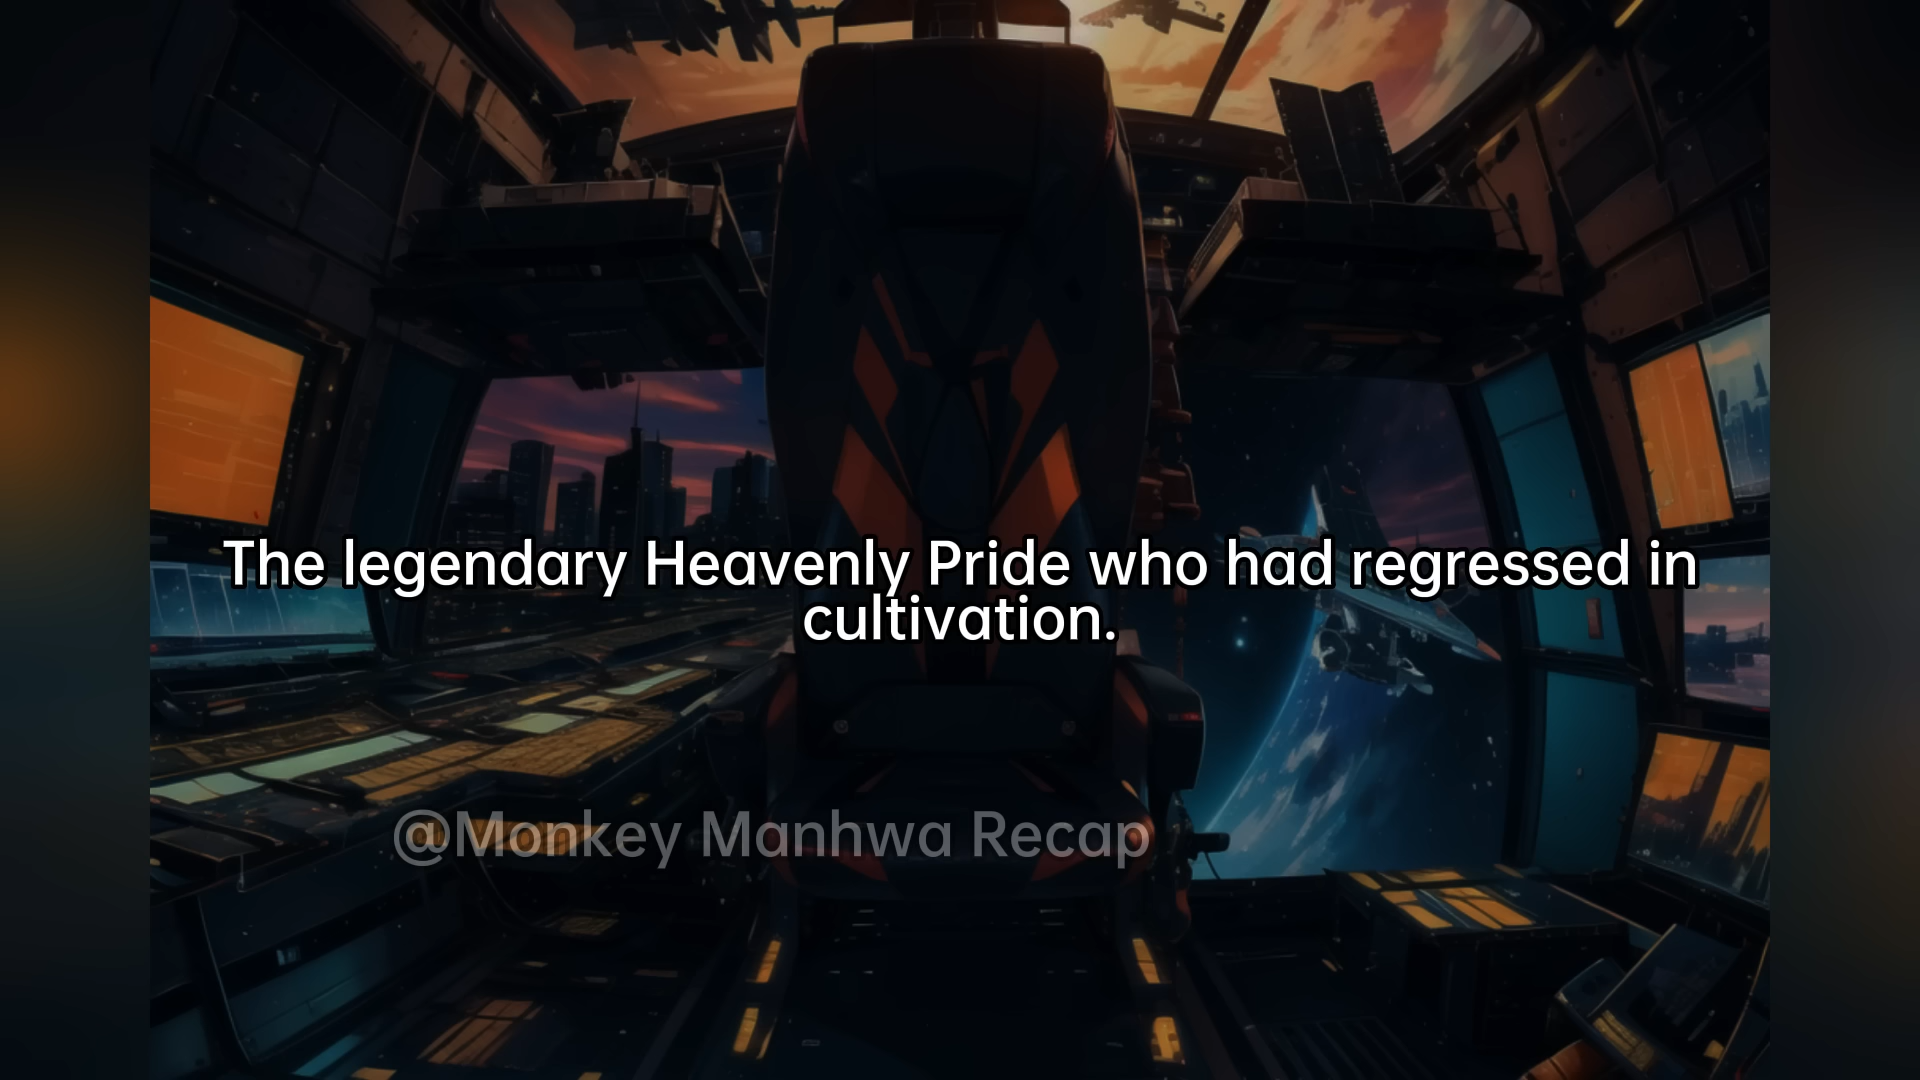 The legendary Heavenly Pride who had regressed in
cultivation.
@Monkey Manhwa Recap